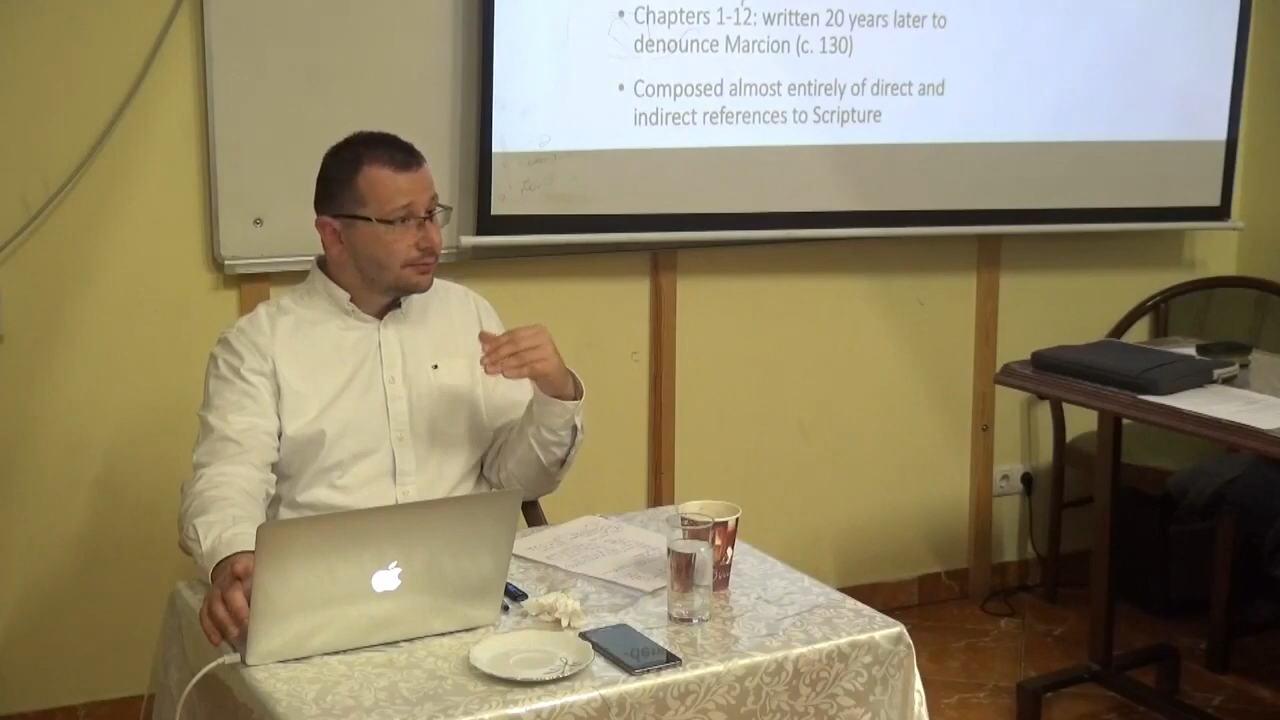 • Chapters 1-12: written 20 years later to
denounce Marcion (c. 130)
• Composed almost entirely of direct and
indirect references to Scripture